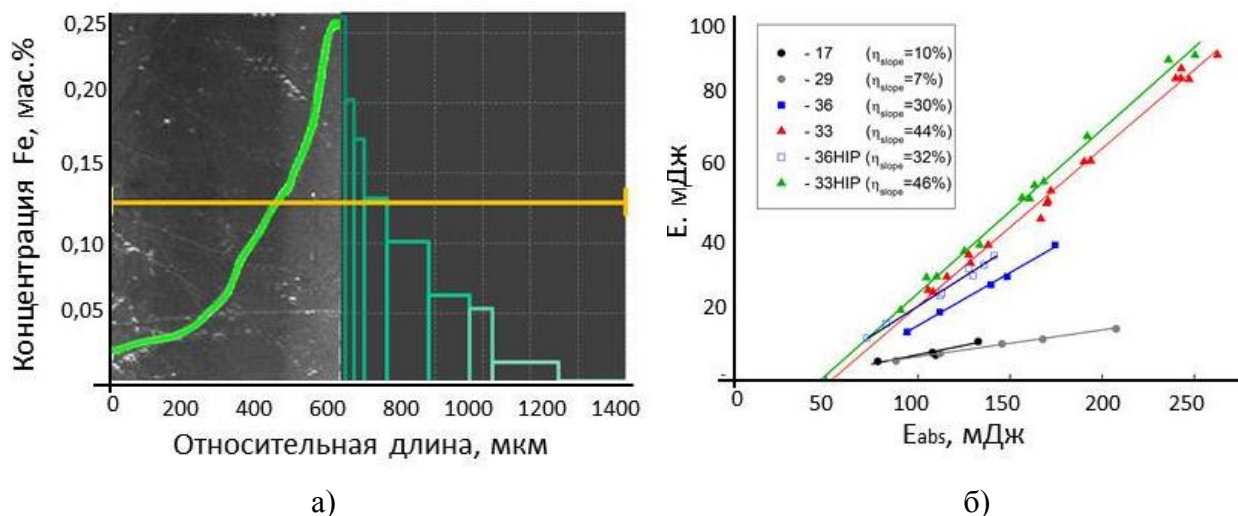 Концентрация Fe, мас.%
0,25
0,20
0,15
0,10
0,05
0 200 400 600 800 1000 1200 1400
Относительная длина, мкм
а)
E. мДж
100
80
60
40
20
-
- 17 (ηslope=10%)
- 29 (ηslope=7%)
- 36 (ηslope=30%)
- 33 (ηslope=44%)
- 36HIP (ηslope=32%)
- 33HIP (ηslope=46%)
0 50 100 150 200 250
Eabs, мДж
б)